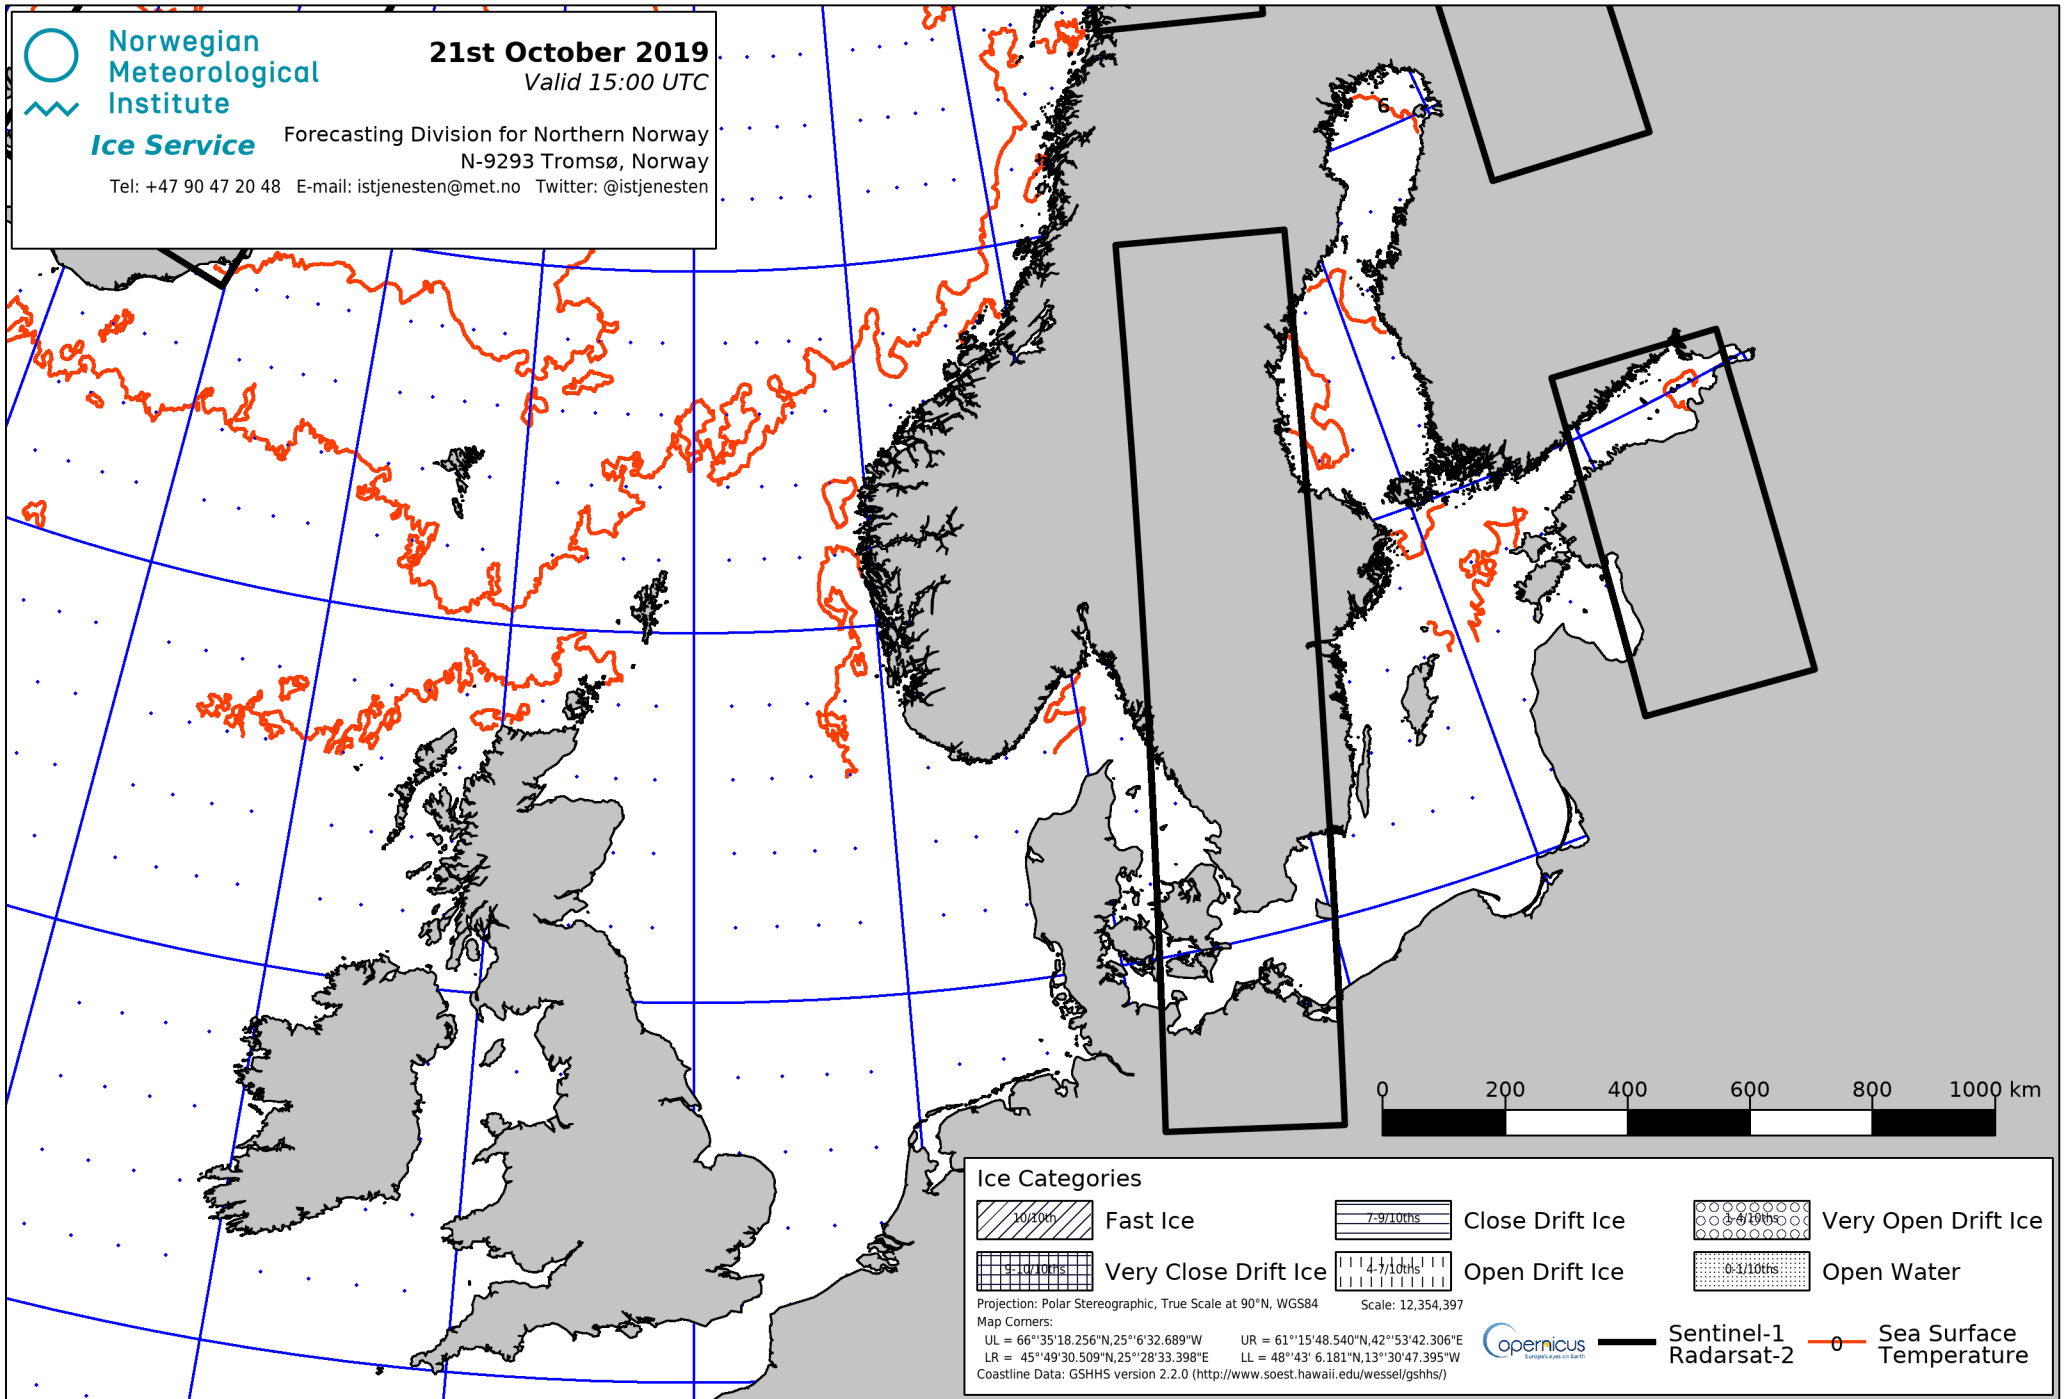 Norwegian
Meteorological
Institute
Ice Service
21st October 2019
Valid 15:00 UTC
Forecasting Division for Northern Norway
N-9293 Tromsø, Norway
Tel: +47 90 47 20 48 E-mail: istjenesten@met.no Twitter: @istjenesten
6
0 200 400 600 800 1000 km
Ice Categories
10/10th Fast Ice
7-9/10ths Close Drift Ice
1-4/10ths Very Open Drift Ice
9-10/10ths Very Close Drift Ice
4-7/10ths Open Drift Ice
0-1/10ths Open Water
Projection: Polar Stereographic, True Scale at 90°N, WGS84 Scale: 12,354,397
Map Corners:
UL = 66°'35'18.256"N,25°'6'32.689"W UR = 61°'15'48.540"N,42°'53'42.306"E
LR = 45°'49'30.509"N,25°'28'33.398"E LL = 48°'43' 6.181"N,13°'30'47.395"W
Coastline Data: GSHHS version 2.2.0 (http://www.soest.hawaii.edu/wessel/gshhs/)
opernicus
Europe's eyes on Earth
Sentinel-1
Radarsat-2
0
Sea Surface
Temperature